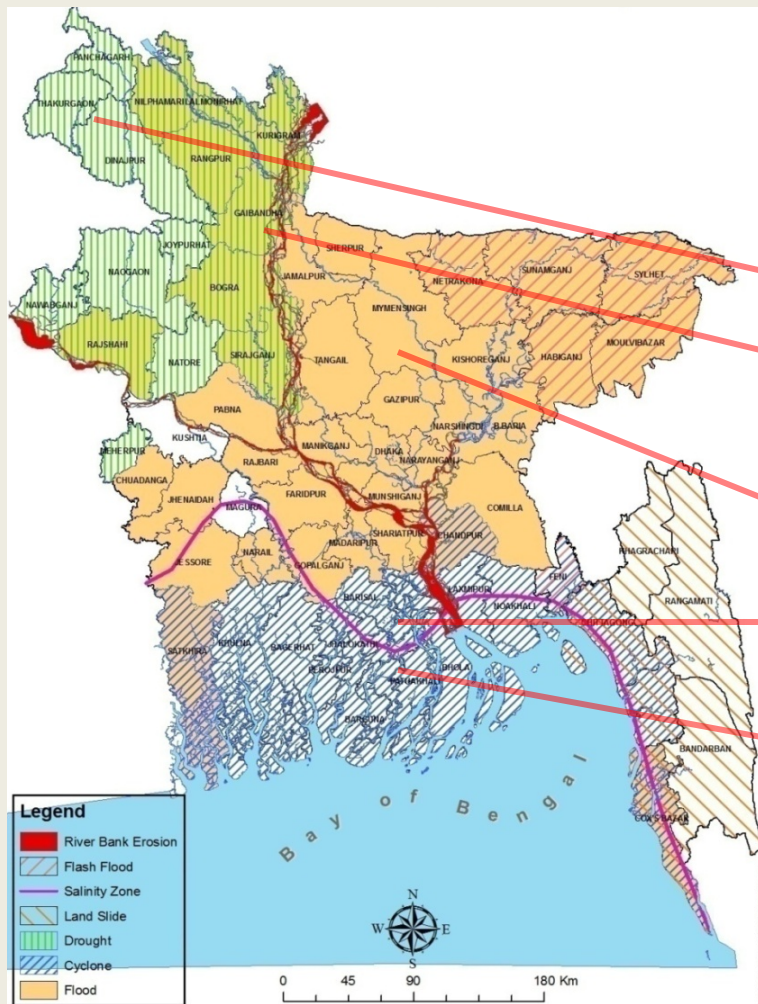 PANCHAGARH
THAKURGAON
NILPHAMARI
LALMONIRHAT
DINAJPUR
KURIGRAM
RANGPUR
GAIBANDHA
JOYPURHAT
SHERPUR
NAOGAON
JAMALPUR
NETRAKONA
SUNAMGANJ
SYLHET
BOGRA
NAWABGANJ
MYMENSINGH
RAJSHAHI
SIRAJGANJ
KISHOREGANJ
HABIGANJ
MOULVIBAZAR
NATORE
TANGAIL
GAZIPUR
PABNA
NARSHINGDI
B.BARIA
KUSHTIA
MANIKGANJ
DHAKA
MEHERPUR
RAJBARI
NARAYANGANJ
CHUADANGA
JHENAIDAH
FARIDPUR
MUNSHIGANJ
COMILLA
MAGURA
SHARIATPUR
CHANDPUR
MADARIPUR
KHAGRACHARI
NARAIL
JESSORE
GOPALGANJ
FENI
BARISAL
LAXMIPUR
RANGAMATI
NOAKHALI
CHITTAGONG
SATKHIRA
KHULNA
BAGERHAT
JHALOKATHI
PEROJPUR
BHOLA
PATUAKHALI
BARGUNA
BANDARBAN
COX'S BAZAR
Bay of Bengal
Legend
River Bank Erosion
Flash Flood
Salinity Zone
Land Slide
Drought
Cyclone
Flood
N
W E
S
0 45 90 180 Km